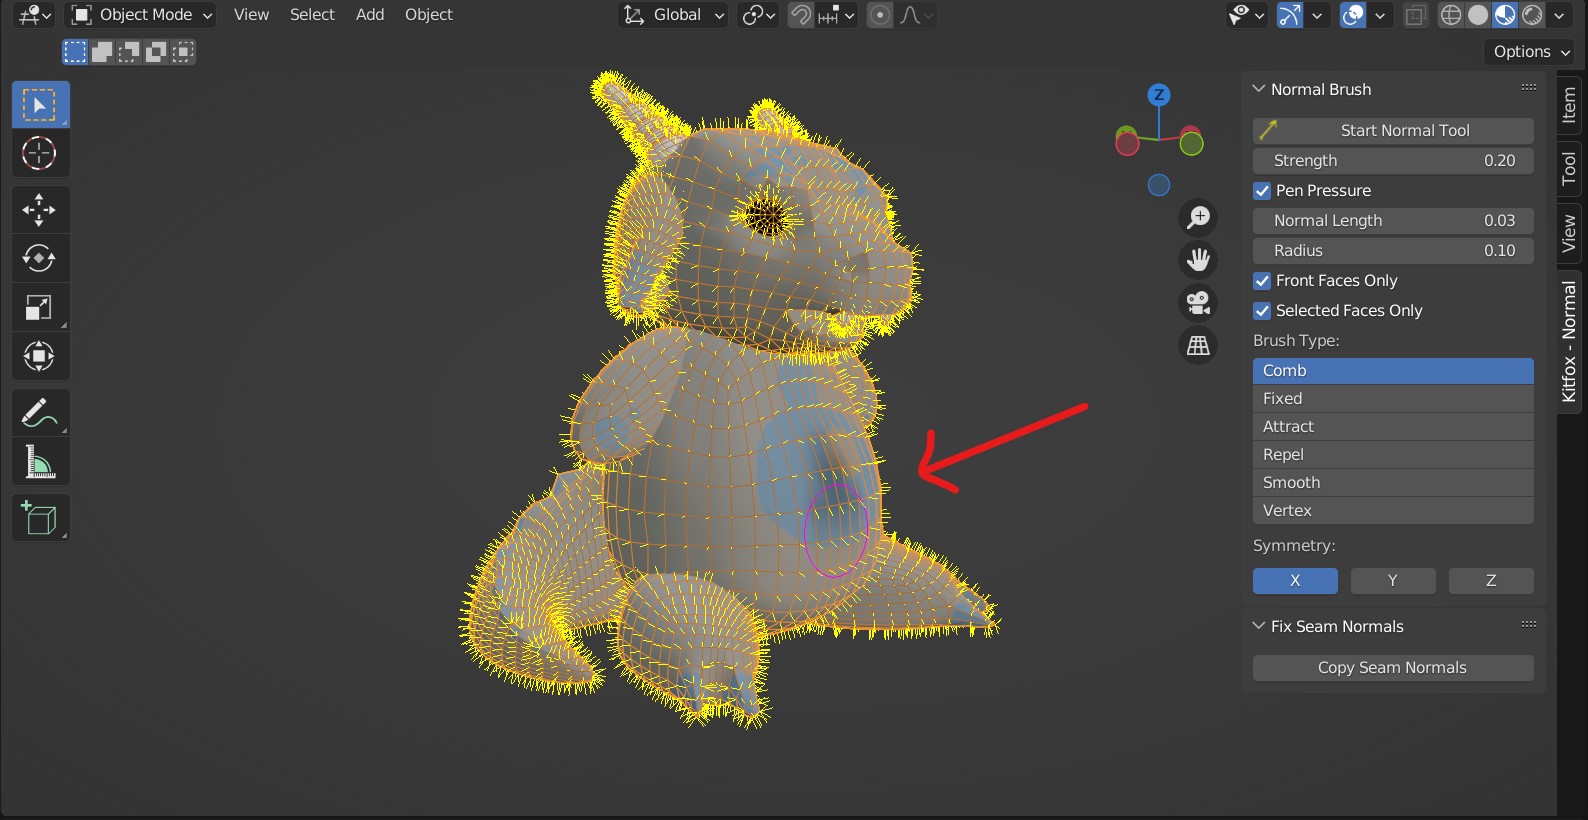 Object Mode View Select Add Object Global
Options
Z
Normal Brush
Start Normal Tool
Strength 0.20
Pen Pressure
Normal Length 0.03
Radius 0.10
Front Faces Only
Selected Faces Only
Brush Type:
Comb
Fixed
Attract
Repel
Smooth
Vertex
Symmetry:
X Y Z
Fix Seam Normals
Copy Seam Normals
Item
Tool
View
Kitfox - Normal